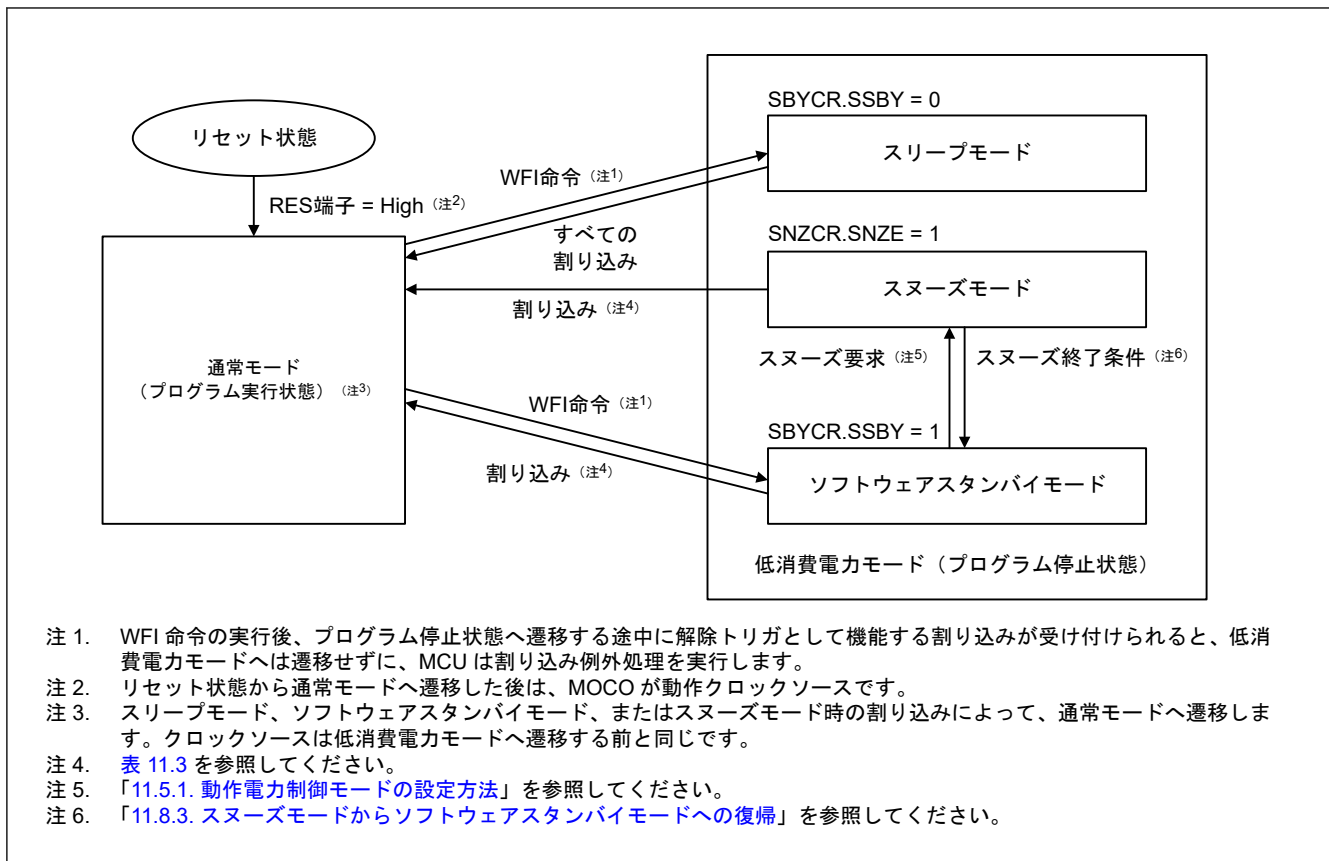 SBYCR.SSBY = 0
リセット状態
スリープモード
WFI命令（注1）
RES端子 = High（注2）
すべての
割り込み
SNZCR.SNZE = 1
スヌーズモード
割り込み（注4）
通常モード
（プログラム実行状態）（注3）
スヌーズ要求（注5）
スヌーズ終了条件（注6）
WFI命令（注1）
SBYCR.SSBY = 1
割り込み（注4）
ソフトウェアスタンバイモード
低消費電力モード（プログラム停止状態）
注 1. WFI 命令の実行後、プログラム停止状態へ遷移する途中に解除トリガとして機能する割り込みが受け付けられると、低消
費電力モードへは遷移せずに、MCU は割り込み例外処理を実行します。
注 2. リセット状態から通常モードへ遷移した後は、MOCO が動作クロックソースです。
注 3. スリープモード、ソフトウェアスタンバイモード、またはスヌーズモード時の割り込みによって、通常モードへ遷移しま
す。クロックソースは低消費電力モードへ遷移する前と同じです。
注 4. 表 11.3 を参照してください。
注 5. 「11.5.1. 動作電力制御モードの設定方法」を参照してください。
注 6. 「11.8.3. スヌーズモードからソフトウェアスタンバイモードへの復帰」を参照してください。